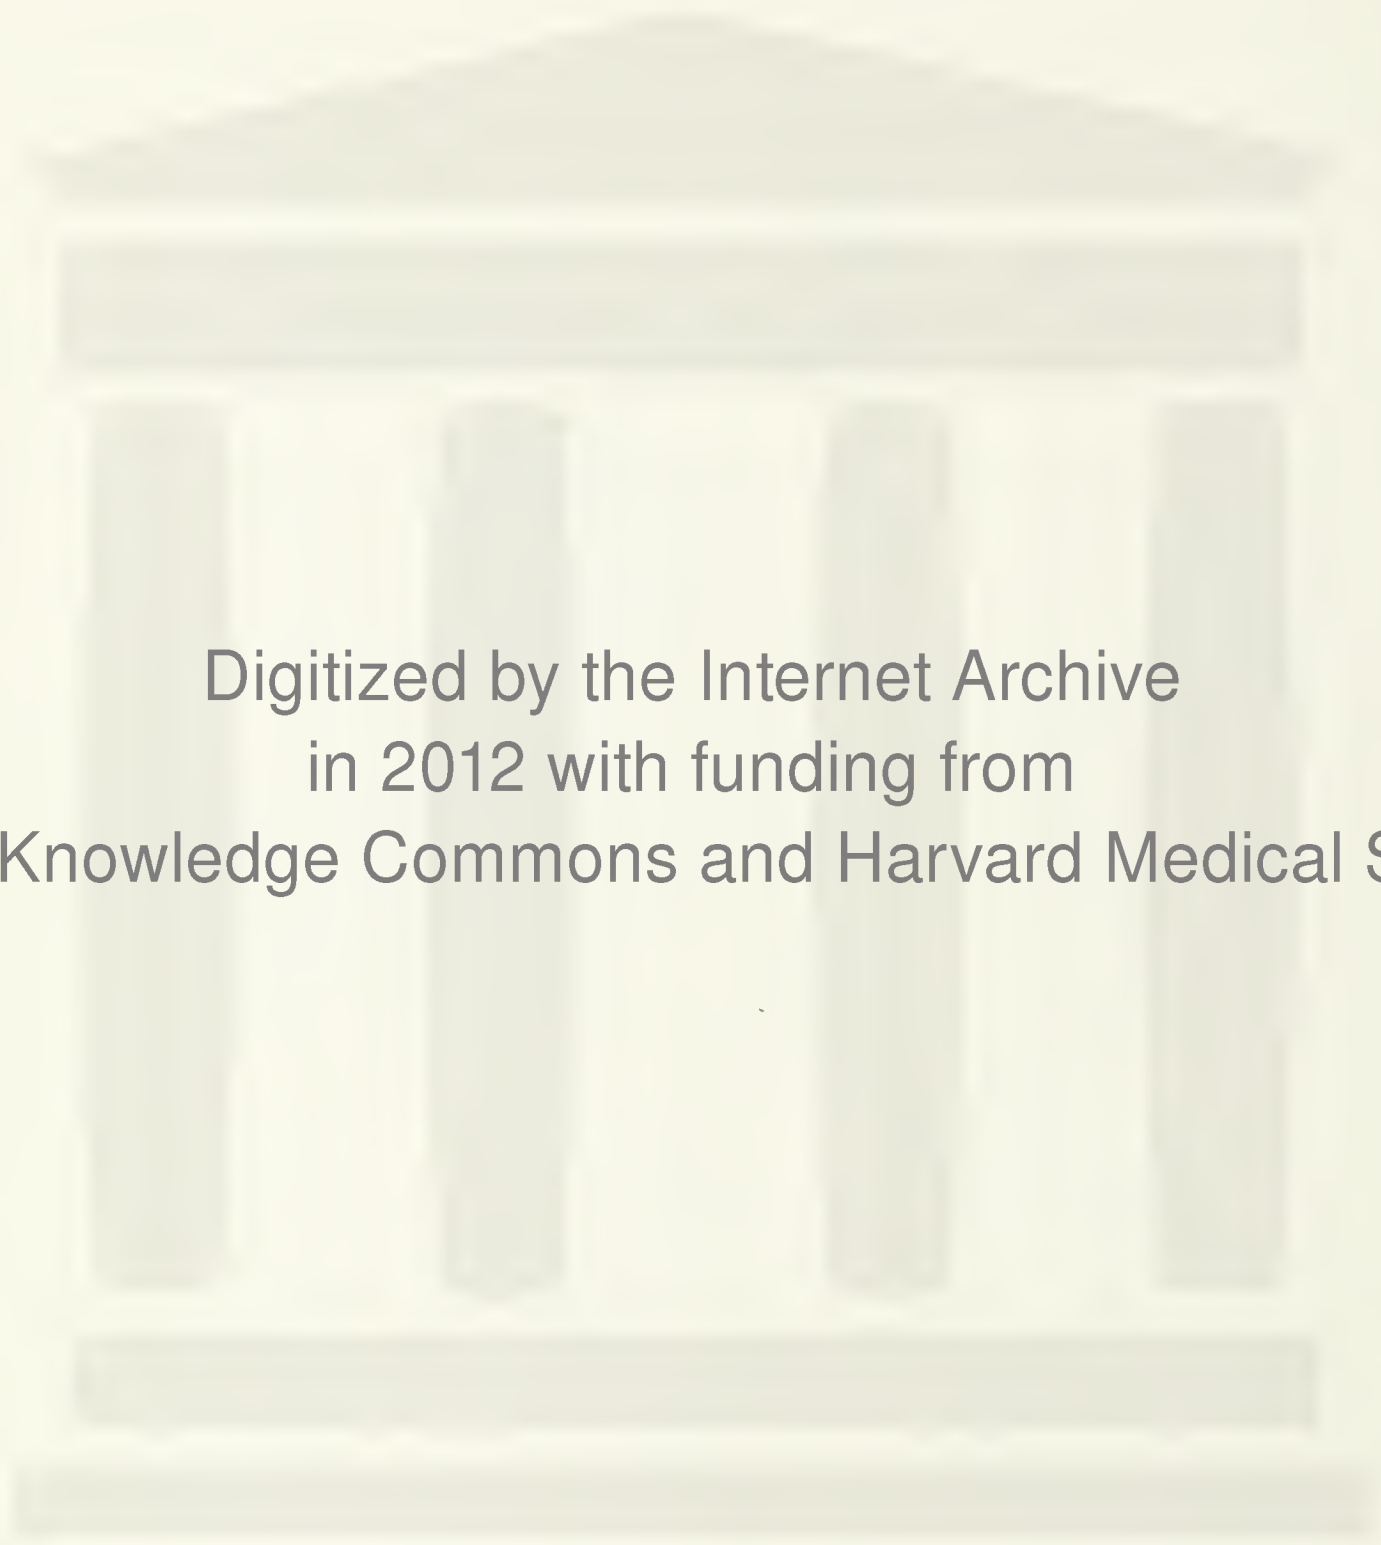 Digitized by the Internet Archive
in 2012 with funding from
Knowledge Commons and Harvard Medical S